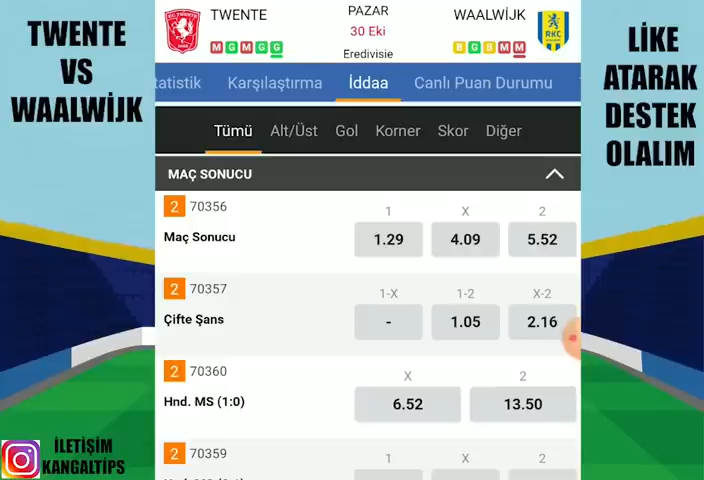 TWENTE
VS
WAALWİJK
TWENTE
M G M G G
PAZAR
30 Eki
Eredivisie
WAALWİJK
B G B M M
RKC
LİKE
ATARAK
DESTEK
OLALIM
tatistik Karşılaştırma İddaa Canlı Puan Durumu
Tümü Alt/Üst Gol Korner Skor Diğer
MAÇ SONUCU
2 70356
Maç Sonucu
1 X 2
1.29 4.09 5.52
2 70357
Çifte Şans
1-X 1-2 X-2
- 1.05 2.16
2 70360
Hnd. MS (1:0)
X 2
6.52 13.50
2 70359
1 X 2
İLETİŞİM
KANGALTİPS